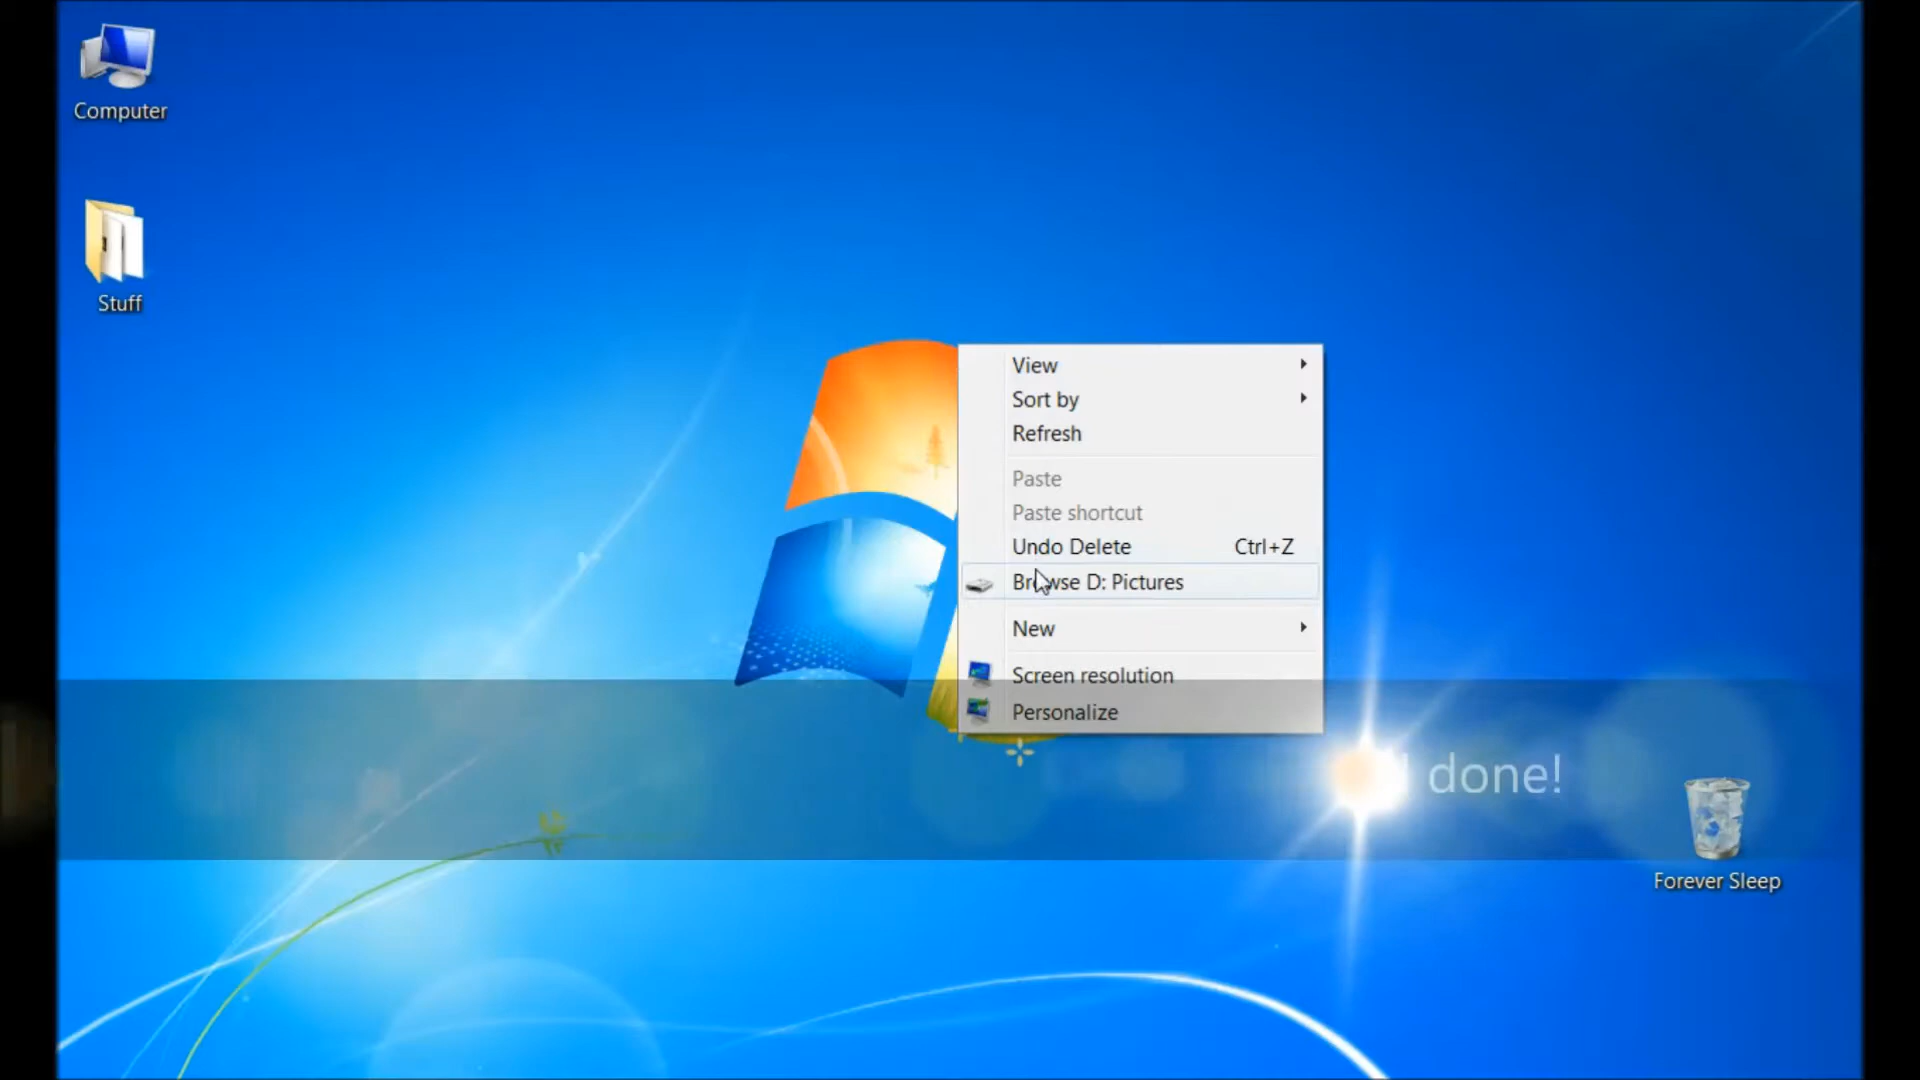 Computer
Stuff
View
Sort by
Refresh
Paste
Paste shortcut
Undo Delete Ctrl+Z
Browse D: Pictures
New
Screen resolution
Personalize
done!
Forever Sleep